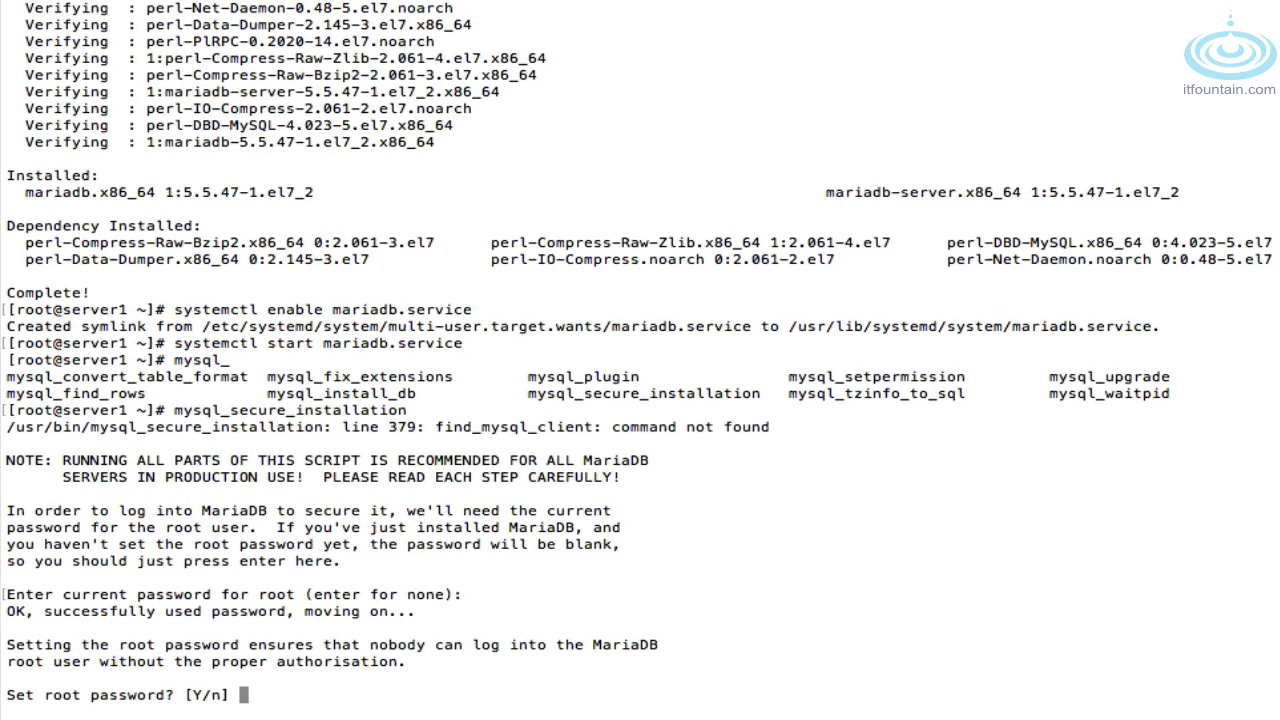 Verifying  : perl-Net-Daemon-0.48-5.el7.noarch
Verifying  : perl-Data-Dumper-2.145-3.el7.x86_64
Verifying  : perl-PlRPC-0.2020-14.el7.noarch
Verifying  : 1:perl-Compress-Raw-Zlib-2.061-4.el7.x86_64
Verifying  : perl-Compress-Raw-Bzip2-2.061-3.el7.x86_64
Verifying  : 1:mariadb-server-5.5.47-1.el7_2.x86_64
Verifying  : perl-IO-Compress-2.061-2.el7.noarch
Verifying  : perl-DBD-MySQL-4.023-5.el7.x86_64
Verifying  : 1:mariadb-5.5.47-1.el7_2.x86_64
itfountain.com
Installed:
mariadb.x86_64 1:5.5.47-1.el7_2 mariadb-server.x86_64 1:5.5.47-1.el7_2
Dependency Installed:
perl-Compress-Raw-Bzip2.x86_64 0:2.061-3.el7 perl-Compress-Raw-Zlib.x86_64 1:2.061-4.el7 perl-DBD-MySQL.x86_64 0:4.023-5.el7
perl-Data-Dumper.x86_64 0:2.145-3.el7 perl-IO-Compress.noarch 0:2.061-2.el7 perl-Net-Daemon.noarch 0:0.48-5.el7
Complete!
[[root@server1 ~]# systemctl enable mariadb.service
Created symlink from /etc/systemd/system/multi-user.target.wants/mariadb.service to /usr/lib/systemd/system/mariadb.service.
[[root@server1 ~]# systemctl start mariadb.service
[root@server1 ~]# mysql_
mysql_convert_table_format mysql_fix_extensions mysql_plugin mysql_setpermission mysql_upgrade
mysql_find_rows mysql_install_db mysql_secure_installation mysql_tzinfo_to_sql mysql_waitpid
[[root@server1 ~]# mysql_secure_installation
/usr/bin/mysql_secure_installation: line 379: find_mysql_client: command not found
NOTE: RUNNING ALL PARTS OF THIS SCRIPT IS RECOMMENDED FOR ALL MariaDB
SERVERS IN PRODUCTION USE!  PLEASE READ EACH STEP CAREFULLY!
In order to log into MariaDB to secure it, we'll need the current
password for the root user.  If you've just installed MariaDB, and
you haven't set the root password yet, the password will be blank,
so you should just press enter here.
[Enter current password for root (enter for none):
OK, successfully used password, moving on...
Setting the root password ensures that nobody can log into the MariaDB
root user without the proper authorisation.
Set root password? [Y/n]